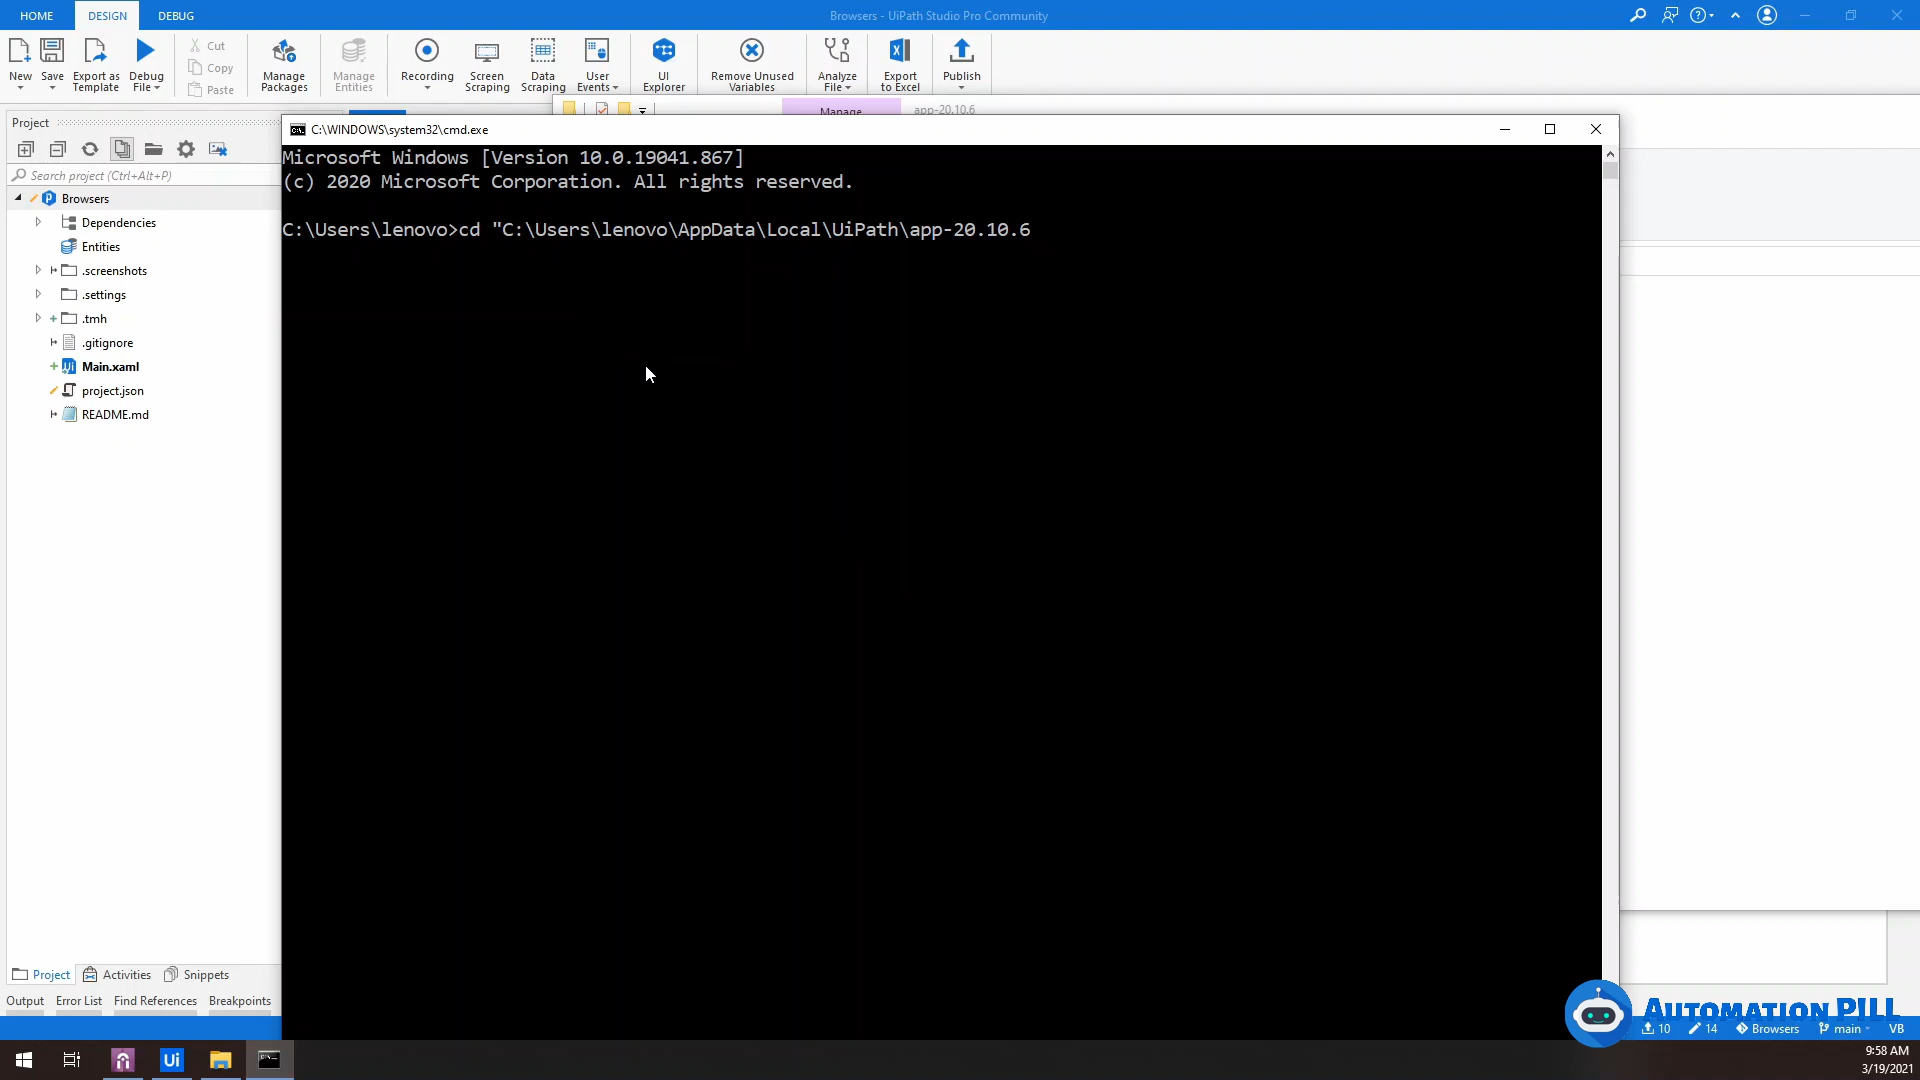 HOME DESIGN DEBUG
Browsers - UiPath Studio Pro Community
New
Save
Export as
Template
Debug
File
Cut
Copy
Paste
Manage
Packages
Manage
Entities
Recording
Screen
Scraping
Data
Scraping
User
Events
UI
Explorer
Remove Unused
Variables
Analyze
File
Export
to Excel
Publish
Manage
app-20.10.6
Project
Search project (Ctrl+Alt+P)
Browsers
Dependencies
Entities
.screenshots
.settings
.tmh
.gitignore
Main.xaml
project.json
README.md
C:\WINDOWS\system32\cmd.exe
Microsoft Windows [Version 10.0.19041.867]
(c) 2020 Microsoft Corporation. All rights reserved.
C:\Users\lenovo>cd "C:\Users\lenovo\AppData\Local\UiPath\app-20.10.6
Project Activities Snippets
Output Error List Find References Breakpoints
AUTOMATION PILL
10 14 Browsers main VB
Ui
9:58 AM
3/19/2021